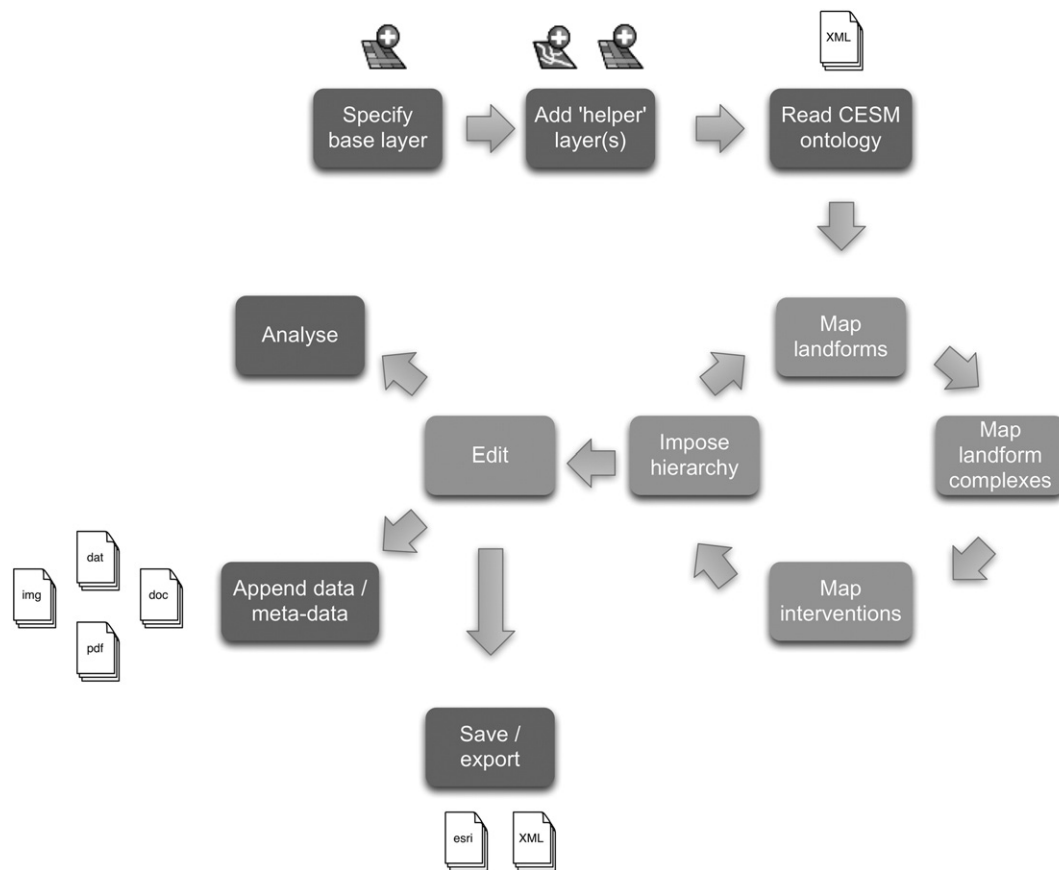 XML
Specify
base layer
Add 'helper'
layer(s)
Read CESM
ontology
Analyse
Map
landforms
Edit
Impose
hierarchy
Map
landform
complexes
dat
img
doc
pdf
Append data /
meta-data
Map
interventions
Save /
export
esri
XML